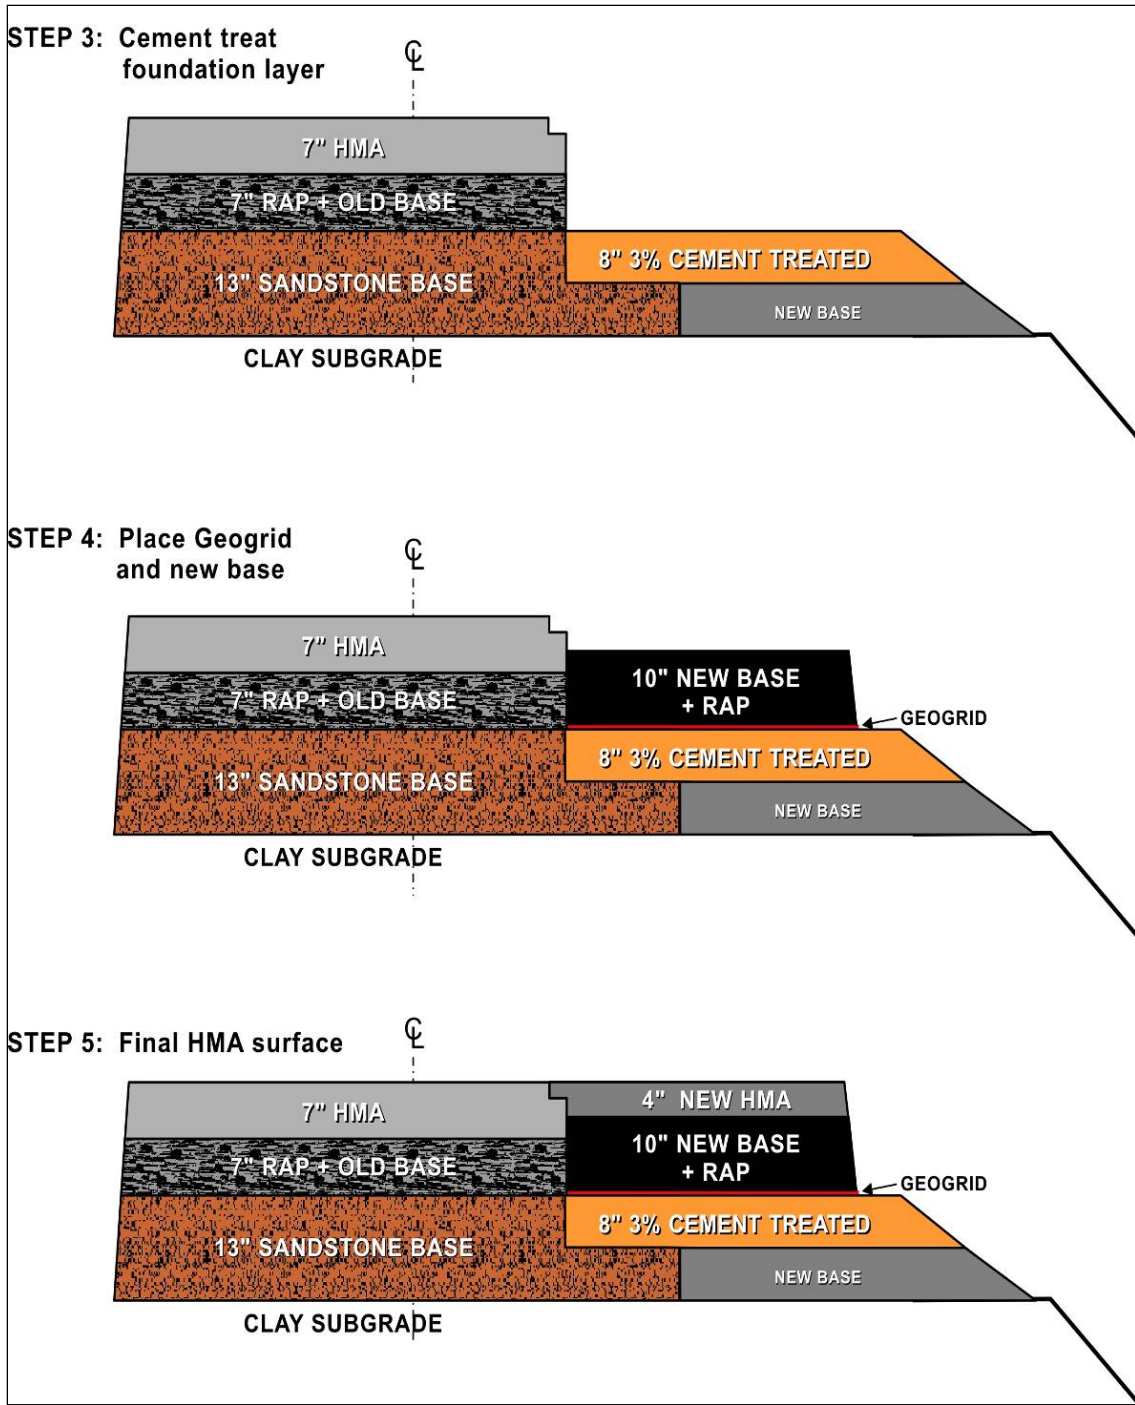 STEP 3: Cement treat
foundation layer
℄
7" HMA
7" RAP + OLD BASE
13" SANDSTONE BASE
8" 3% CEMENT TREATED
NEW BASE
CLAY SUBGRADE
STEP 4: Place Geogrid
and new base
℄
7" HMA
7" RAP + OLD BASE
10" NEW BASE
+ RAP
GEOGRID
13" SANDSTONE BASE
8" 3% CEMENT TREATED
NEW BASE
CLAY SUBGRADE
STEP 5: Final HMA surface
℄
7" HMA
4" NEW HMA
7" RAP + OLD BASE
10" NEW BASE
+ RAP
GEOGRID
13" SANDSTONE BASE
8" 3% CEMENT TREATED
NEW BASE
CLAY SUBGRADE